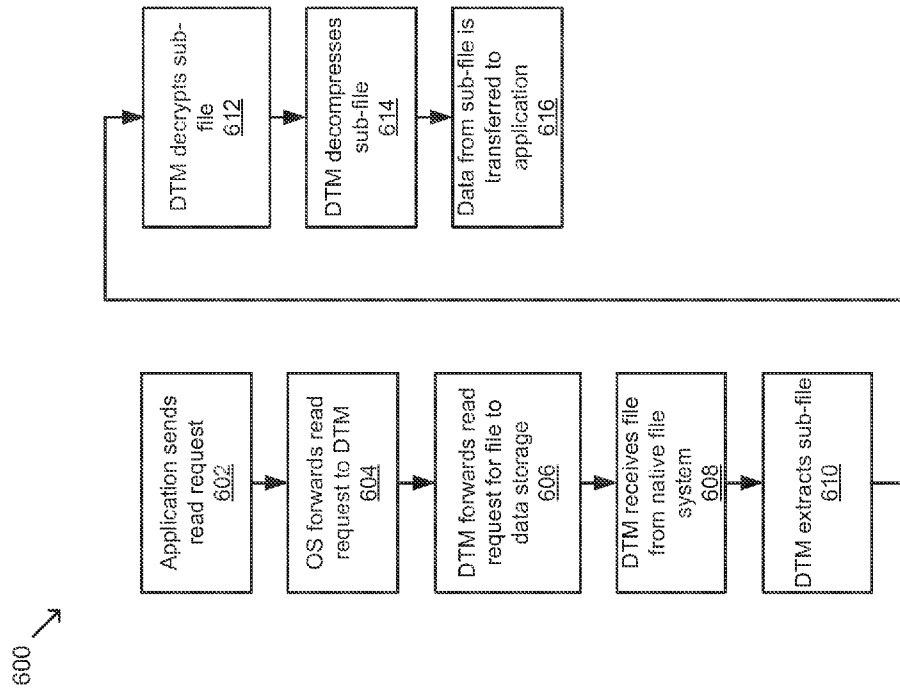 600
Application sends
read request
602
OS forwards read
request to DTM
604
DTM forwards read
request for file to
data storage
606
DTM receives file
from native file
system
608
DTM extracts sub-file
610
DTM decrypts sub-
file
612
DTM decompresses
sub-file
614
Data from sub-file is
transferred to
application
616